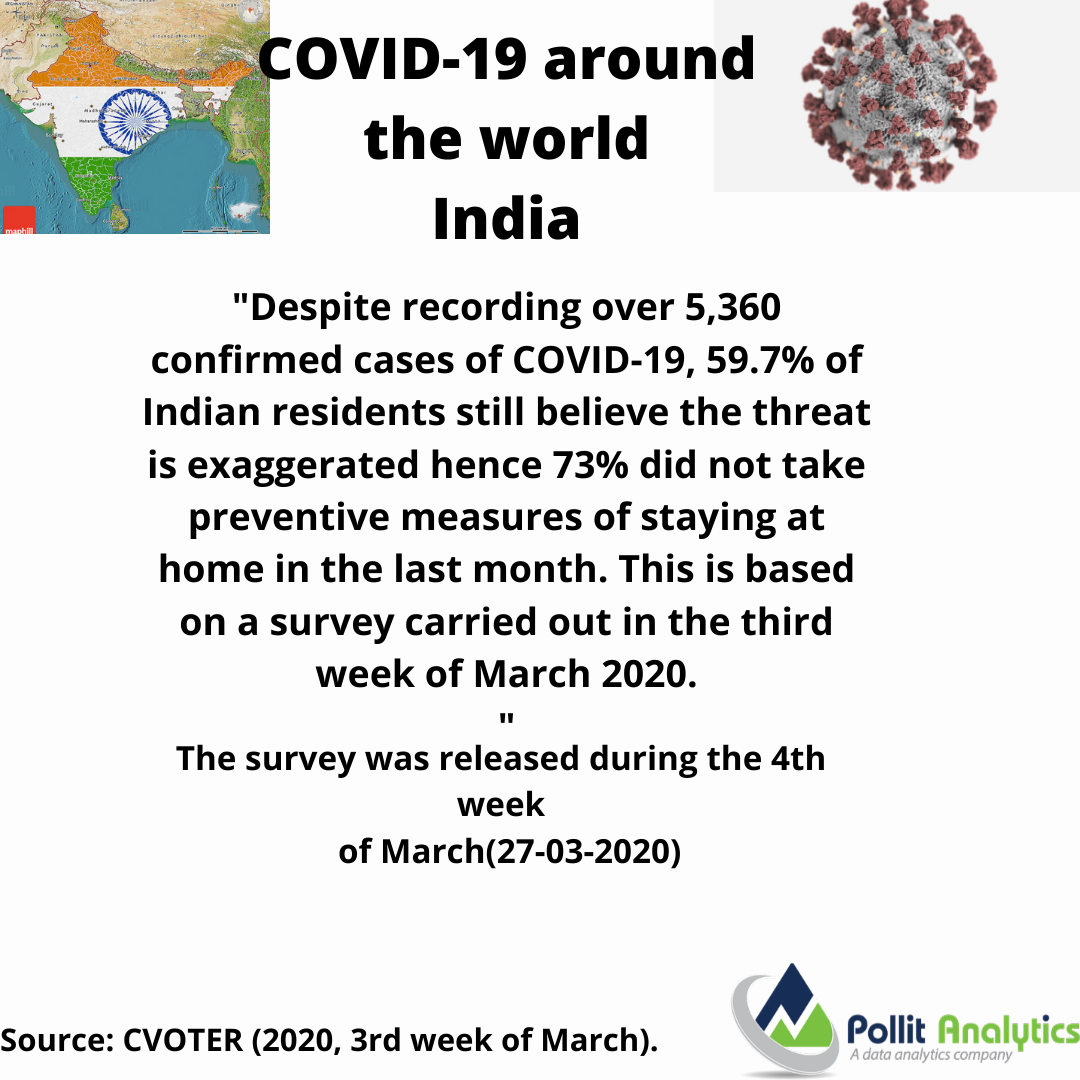 COVID-19 around
the world
India
"Despite recording over 5,360
confirmed cases of COVID-19, 59.7% of
Indian residents still believe the threat
is exaggerated hence 73% did not take
preventive measures of staying at
home in the last month. This is based
on a survey carried out in the third
week of March 2020.
"
The survey was released during the 4th
week
of March(27-03-2020)
Source: CVOTER (2020, 3rd week of March).
Pollit Analytics
A data analytics company
maphill